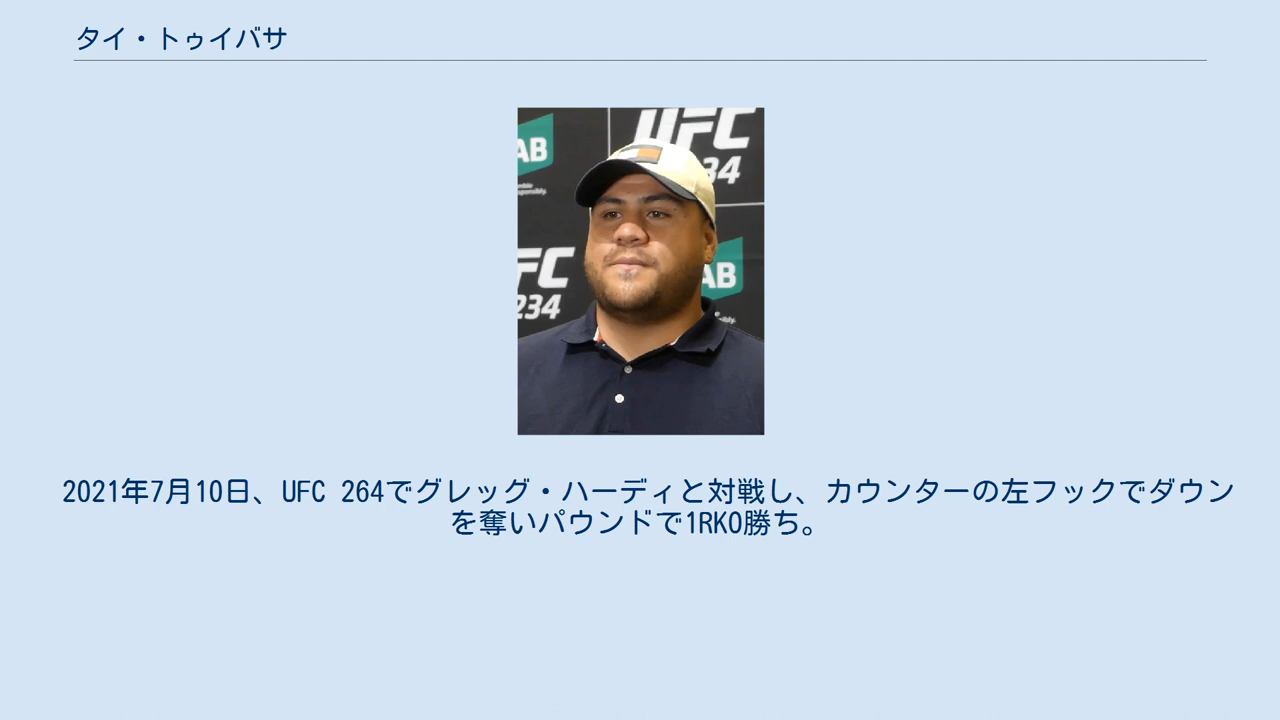 タイ・トゥイバサ
UFC
234
AB
nsibly.
FC
234
AB
2021年7月10日、UFC 264でグレッグ・ハーディと対戦し、カウンターの左フックでダウン
を奪いパウンドで1RKO勝ち。